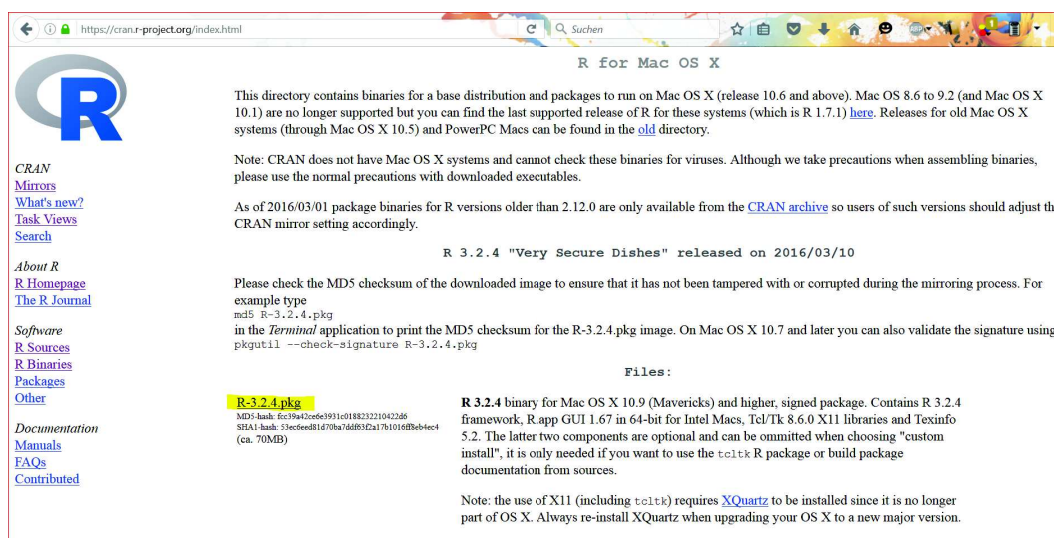 https://cran.r-project.org/index.html
Suchen
R
R for Mac OS X
This directory contains binaries for a base distribution and packages to run on Mac OS X (release 10.6 and above). Mac OS 8.6 to 9.2 (and Mac OS X
10.1) are no longer supported but you can find the last supported release of R for these systems (which is R 1.7.1) here. Releases for old Mac OS X
systems (through Mac OS X 10.5) and PowerPC Macs can be found in the old directory.
Note: CRAN does not have Mac OS X systems and cannot check these binaries for viruses. Although we take precautions when assembling binaries,
please use the normal precautions with downloaded executables.
As of 2016/03/01 package binaries for R versions older than 2.12.0 are only available from the CRAN archive so users of such versions should adjust th
CRAN mirror setting accordingly.
R 3.2.4 "Very Secure Dishes" released on 2016/03/10
Please check the MD5 checksum of the downloaded image to ensure that it has not been tampered with or corrupted during the mirroring process. For
example type
md5 R-3.2.4.pkg
in the Terminal application to print the MD5 checksum for the R-3.2.4.pkg image. On Mac OS X 10.7 and later you can also validate the signature using
pkgutil --check-signature R-3.2.4.pkg
Files:
CRAN
Mirrors
What's new?
Task Views
Search
About R
R Homepage
The R Journal
Software
R Sources
R Binaries
Packages
Other
Documentation
Manuals
FAQs
Contributed
R-3.2.4.pkg
MD5-hash: fcc39a42ce6e3931c0188232210422d6
SHA1-hash: 53ec6eed81d70ba7ddf63f2a17b1016ff8eb4ec4
(ca. 70MB)
R 3.2.4 binary for Mac OS X 10.9 (Mavericks) and higher, signed package. Contains R 3.2.4
framework, R.app GUI 1.67 in 64-bit for Intel Macs, Tcl/Tk 8.6.0 X11 libraries and Texinfo
5.2. The latter two components are optional and can be ommitted when choosing "custom
install", it is only needed if you want to use the tcltk R package or build package
documentation from sources.
Note: the use of X11 (including tcltk) requires XQuartz to be installed since it is no longer
part of OS X. Always re-install XQuartz when upgrading your OS X to a new major version.